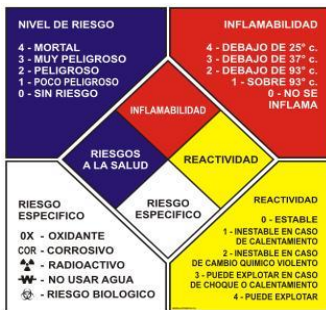 NIVEL DE RIESGO
4 - MORTAL
3 - MUY PELIGROSO
2 - PELIGROSO
1 - POCO PELIGROSO
0 - SIN RIESGO
INFLAMABILIDAD
4 - DEBAJO DE 25° c.
3 - DEBAJO DE 37° c.
2 - DEBAJO DE 93° c.
1 - SOBRE 93° c.
0 - NO SE
INFLAMA
INFLAMABILIDAD
RIESGOS
A LA SALUD
REACTIVIDAD
RIESGO
ESPECIFICO
RIESGO
ESPECIFICO
0X - OXIDANTE
COR - CORROSIVO
- RADIOACTIVO
W - NO USAR AGUA
- RIESGO BIOLOGICO
REACTIVIDAD
0 - ESTABLE
1 - INESTABLE EN CASO
DE CALENTAMIENTO
2 - INESTABLE EN CASO
DE CAMBIO QUIMICO VIOLENTO
3 - PUEDE EXPLOTAR EN CASO
DE CHOQUE O CALENTAMIENTO
4 - PUEDE EXPLOTAR